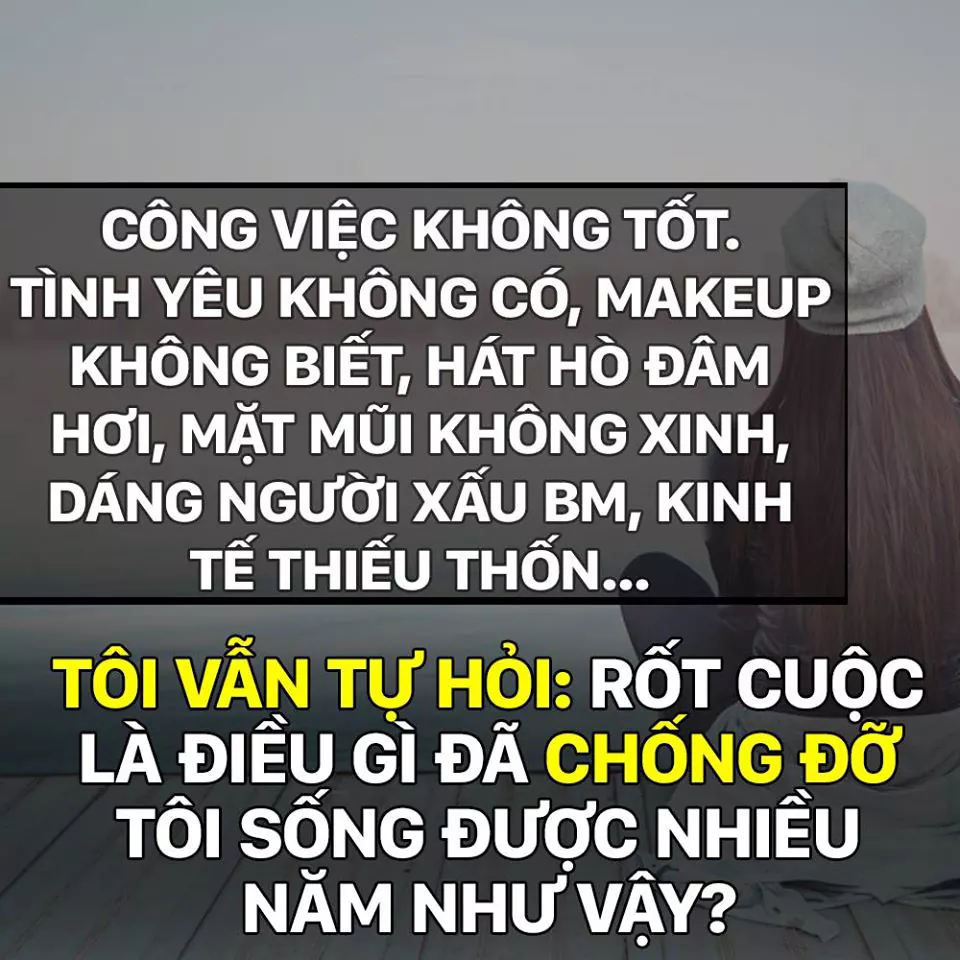 CÔNG VIỆC KHÔNG TỐT.
TÌNH YÊU KHÔNG CÓ, MAKEUP
KHÔNG BIẾT, HÁT HÒ ĐÂM
HƠI, MẶT MŨI KHÔNG XINH,
DÁNG NGƯỜI XẤU BM, KINH
TẾ THIẾU THỐN...
TÔI VẪN TỰ HỎI: RỐT CUỘC
LÀ ĐIỀU GÌ ĐÃ CHỐNG ĐỠ
TÔI SỐNG ĐƯỢC NHIỀU
NĂM NHƯ VẬY?